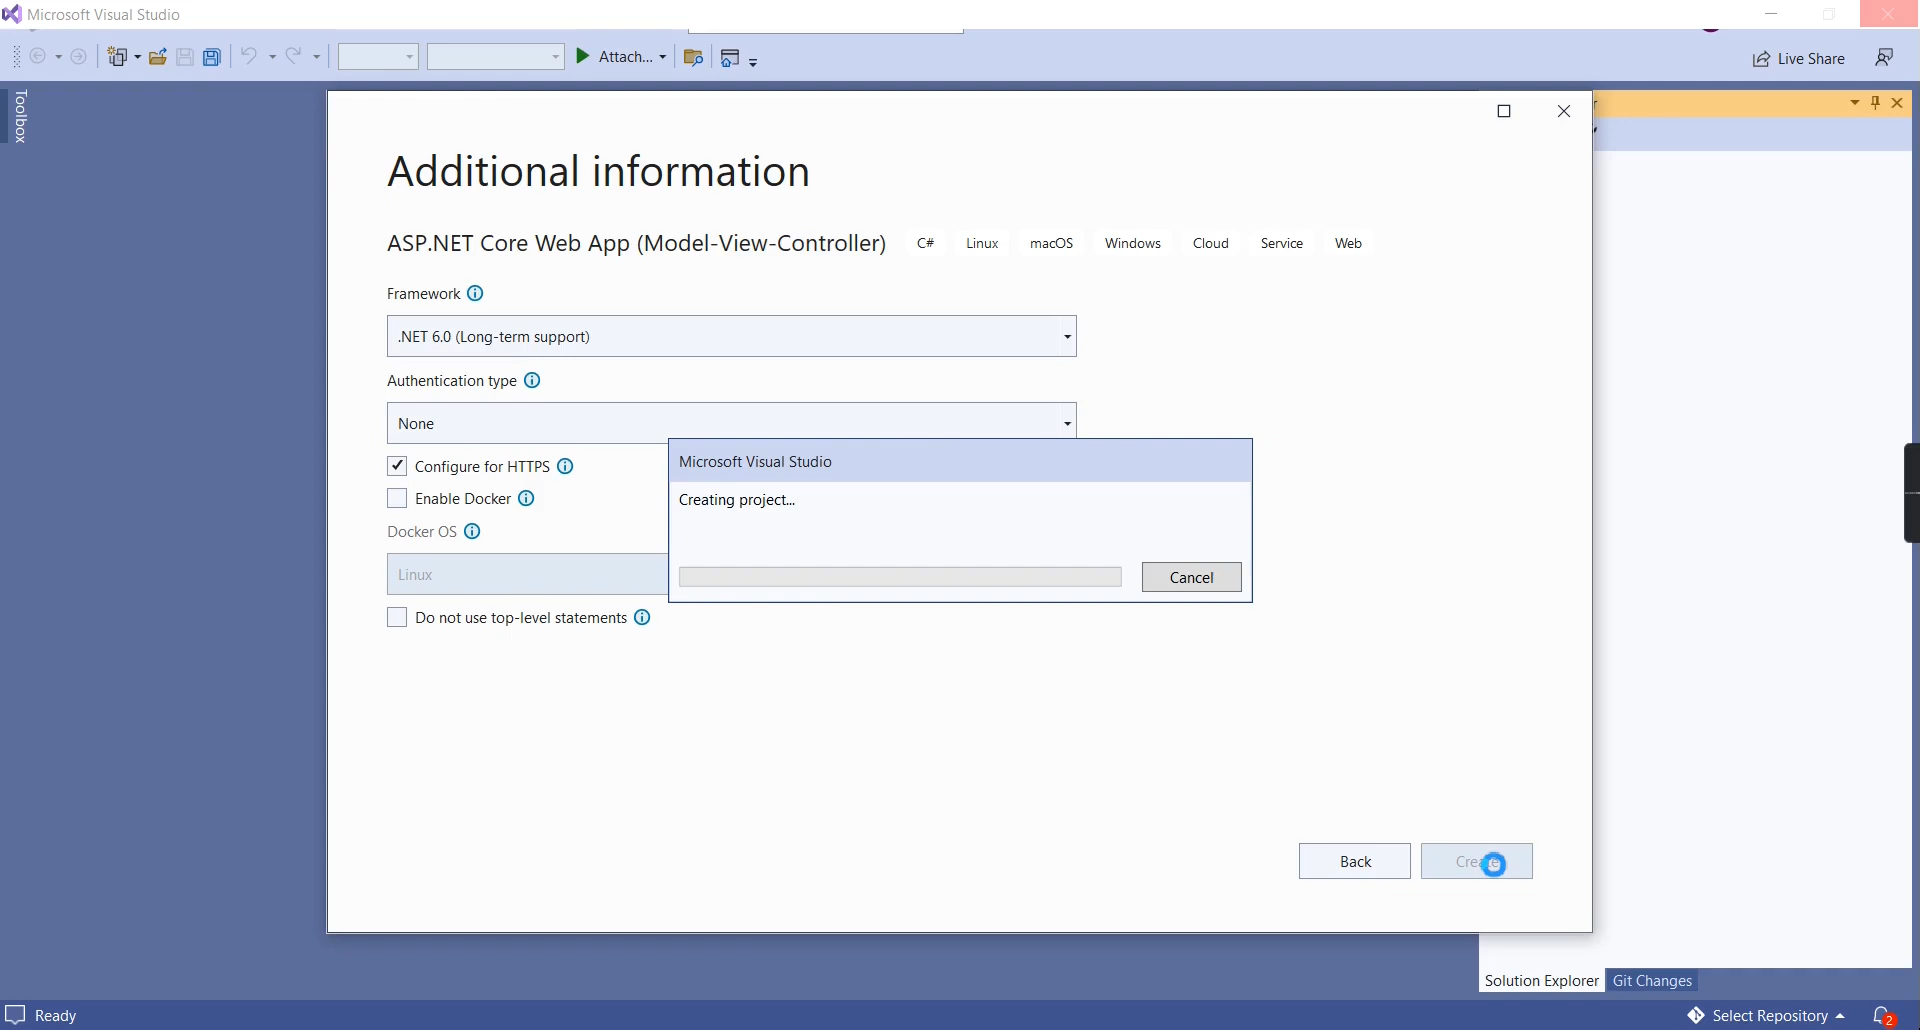 Microsoft Visual Studio
Attach...
Live Share
Toolbox
Additional information
ASP.NET Core Web App (Model-View-Controller) C# Linux macOS Windows Cloud Service Web
Framework
.NET 6.0 (Long-term support)
Authentication type
None
Configure for HTTPS
Enable Docker
Docker OS
Linux
Do not use top-level statements
Microsoft Visual Studio
Creating project...
Cancel
Back
Create
Solution Explorer Git Changes
Ready
Select Repository
2